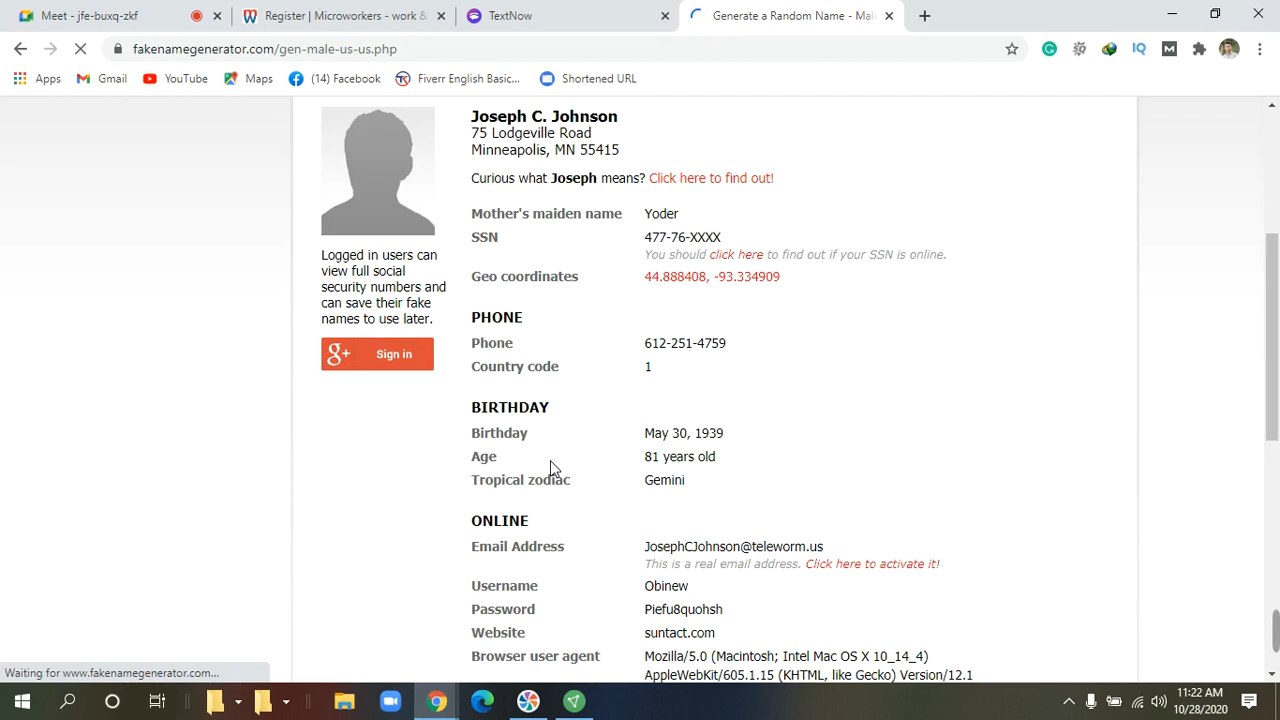 Meet - jfe-buxq-zkf
Register | Microworkers - work &
TextNow
Generate a Random Name - Mal
fakenamegenerator.com/gen-male-us-us.php
Apps
Gmail
YouTube
Maps
(14) Facebook
Fiverr English Basic...
Shortened URL
Joseph C. Johnson
75 Lodgeville Road
Minneapolis, MN 55415
Curious what Joseph means? Click here to find out!
Mother's maiden name Yoder
SSN 477-76-XXXX
You should click here to find out if your SSN is online.
Geo coordinates 44.888408, -93.334909
Logged in users can
view full social
security numbers and
can save their fake
names to use later.
g+ Sign in
PHONE
Phone 612-251-4759
Country code 1
BIRTHDAY
Birthday May 30, 1939
Age 81 years old
Tropical zodiac Gemini
ONLINE
Email Address JosephCJohnson@teleworm.us
This is a real email address. Click here to activate it!
Username Obinew
Password Piefu8quohsh
Website suntact.com
Browser user agent Mozilla/5.0 (Macintosh; Intel Mac OS X 10_14_4)
AppleWebKit/605.1.15 (KHTML, like Gecko) Version/12.1
Waiting for www.fakenamegenerator.com...
11:22 AM
10/28/2020